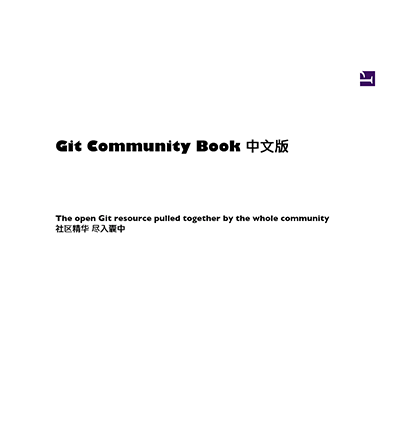 Git Community Book 中文版
The open Git resource pulled together by the whole community
社区精华 尽入囊中